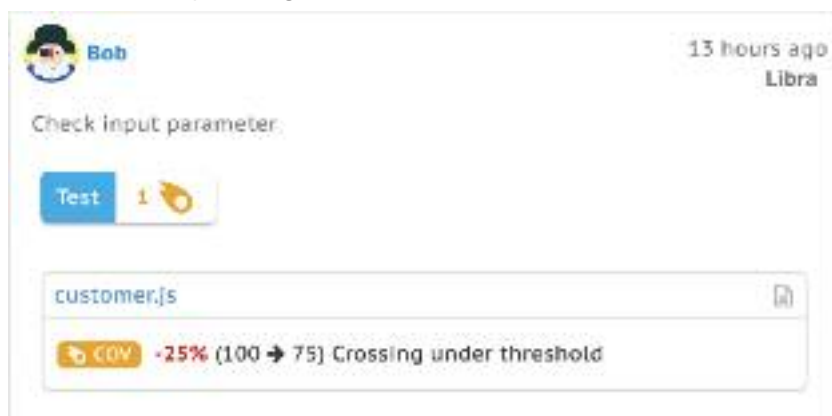 Bob
13 hours ago
Libra
Check input parameter
Test 1
customer.js
COV -25% (100 → 75) Crossing under threshold